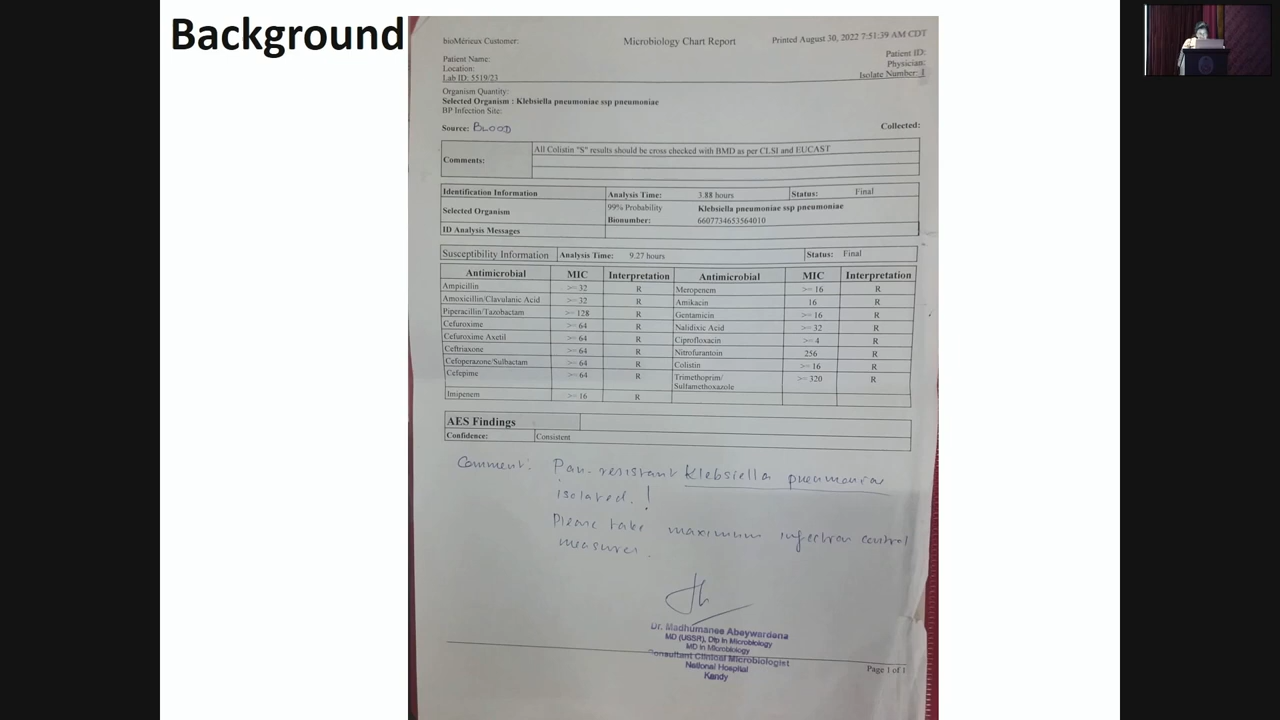 Background
bioMérieux Customer: Microbiology Chart Report Printed August 30, 2022 7:51:39 AM CDT
Patient Name: Patient ID:
Location: Physician:
Lab ID: 5519/23 Isolate Number: 1
Organism Quantity:
Selected Organism : Klebsiella pneumoniae ssp pneumoniae
BP Infection Site:
Source: BLOOD Collected:
Comments: All Colistin "S" results should be cross checked with BMD as per CLSI and EUCAST
Identification Information Analysis Time: 3.88 hours Status: Final
Selected Organism 99% Probability Klebsiella pneumoniae ssp pneumoniae
Bionumber: 6607734653564010
ID Analysis Messages
Susceptibility Information Analysis Time: 9.27 hours Status: Final
Antimicrobial MIC Interpretation Antimicrobial MIC Interpretation
Ampicillin >= 32 R Meropenem >= 16 R
Amoxicillin/Clavulanic Acid >= 32 R Amikacin 16 R
Piperacillin/Tazobactam >= 128 R Gentamicin >= 16 R
Cefuroxime >= 64 R Nalidixic Acid >= 32 R
Cefuroxime Axetil >= 64 R Ciprofloxacin >= 4 R
Ceftriaxone >= 64 R Nitrofurantoin 256 R
Cefoperazone/Sulbactam >= 64 R Colistin >= 16 R
Cefepime >= 64 R Trimethoprim/ >= 320 R
Sulfamethoxazole
Imipenem >= 16 R
AES Findings
Confidence: Consistent
Comment: Pan-resistant Klebsiella pneumoniae
isolated. !
Please take maximum infection control
measures.
Dr. Madhumanee Abeywardena
MD (USSR), Dip in Microbiology
MD in Microbiology
Consultant Clinical Microbiologist
National Hospital
Kandy
Page 1 of 1